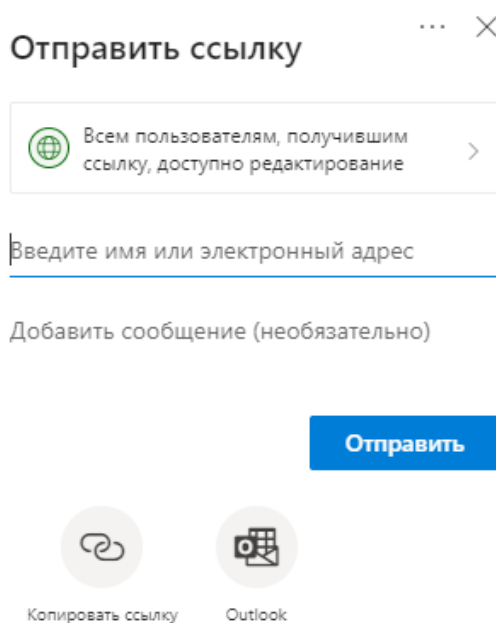 Отправить ссылку
Всем пользователям, получившим
ссылку, доступно редактирование
Введите имя или электронный адрес
Добавить сообщение (необязательно)
Отправить
Копировать ссылку
Outlook